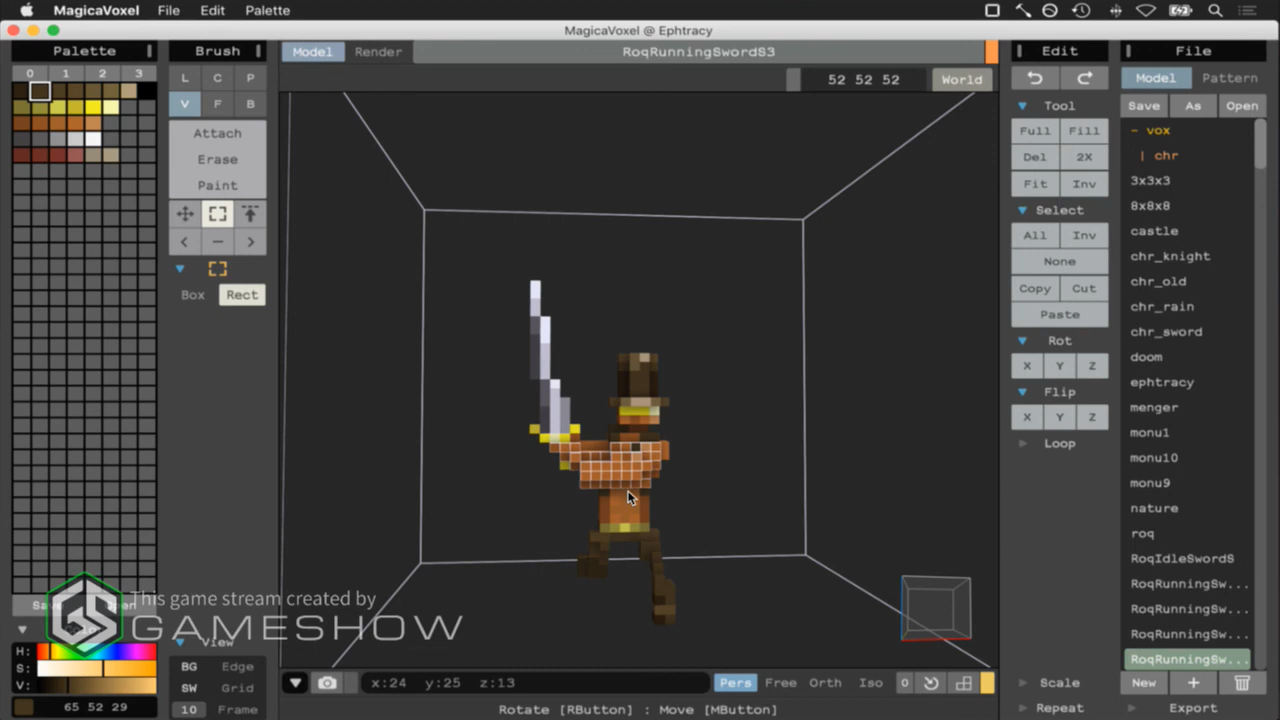 MagicaVoxel File Edit Palette
MagicaVoxel @ Ephtracy
Palette
0 1 2 3
Brush
L C P
V F B
Attach
Erase
Paint
< − >
Box Rect
View
BG Edge
SW Grid
10 Frame
H:
S:
V:
65 52 29
Model Render RoqRunningSwordS3
52 52 52 World
x:24 y:25 z:13
Pers Free Orth Iso 0
Rotate [RButton] : Move [MButton]
Edit
Tool
Full Fill
Del 2X
Fit Inv
Select
All Inv
None
Copy Cut
Paste
Rot
X Y Z
Flip
X Y Z
Loop
Scale
Repeat
File
Model Pattern
Save As Open
− vox
| chr
3x3x3
8x8x8
castle
chr_knight
chr_old
chr_rain
chr_sword
doom
ephtracy
menger
monu1
monu10
monu9
nature
roq
RoqIdleSwordS
RoqRunningSw...
RoqRunningSw...
RoqRunningSw...
RoqRunningSw...
New +
Export
This game stream created by
GS GAMESHOW